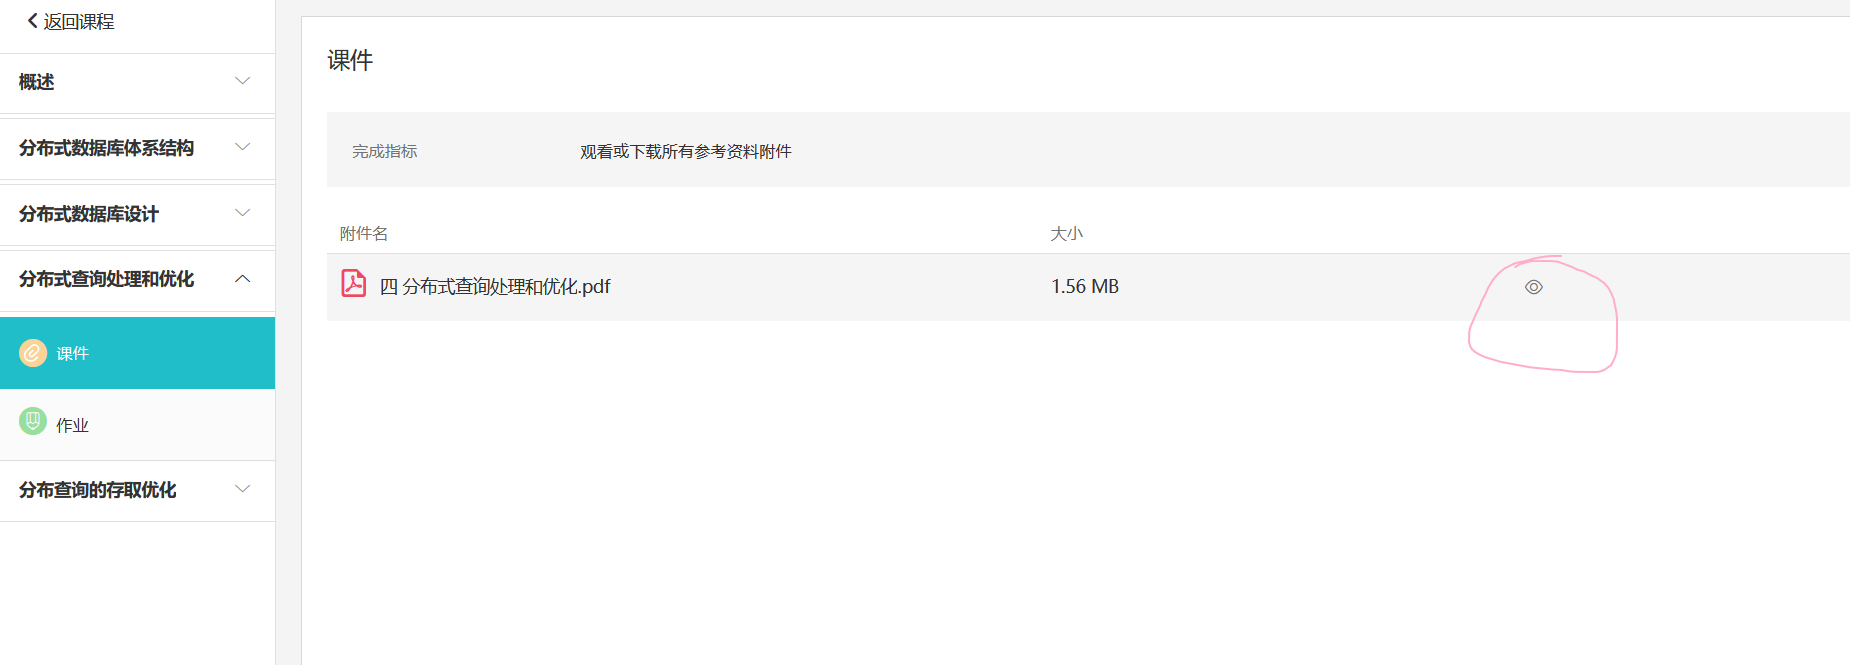 返回课程
概述
分布式数据库体系结构
分布式数据库设计
分布式查询处理和优化
课件
作业
分布查询的存取优化
课件
完成指标 观看或下载所有参考资料附件
附件名 大小
四 分布式查询处理和优化.pdf 1.56 MB